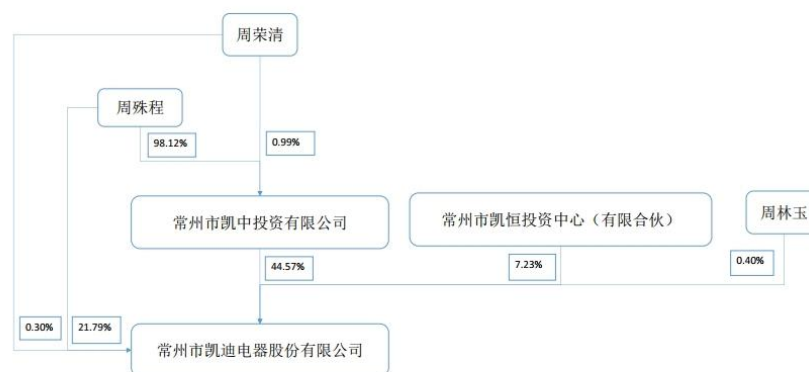 周荣清
周殊程
98.12%
0.99%
常州市凯中投资有限公司
常州市凯恒投资中心（有限合伙）
周林玉
44.57%
7.23%
0.40%
0.30%
21.79%
常州市凯迪电器股份有限公司